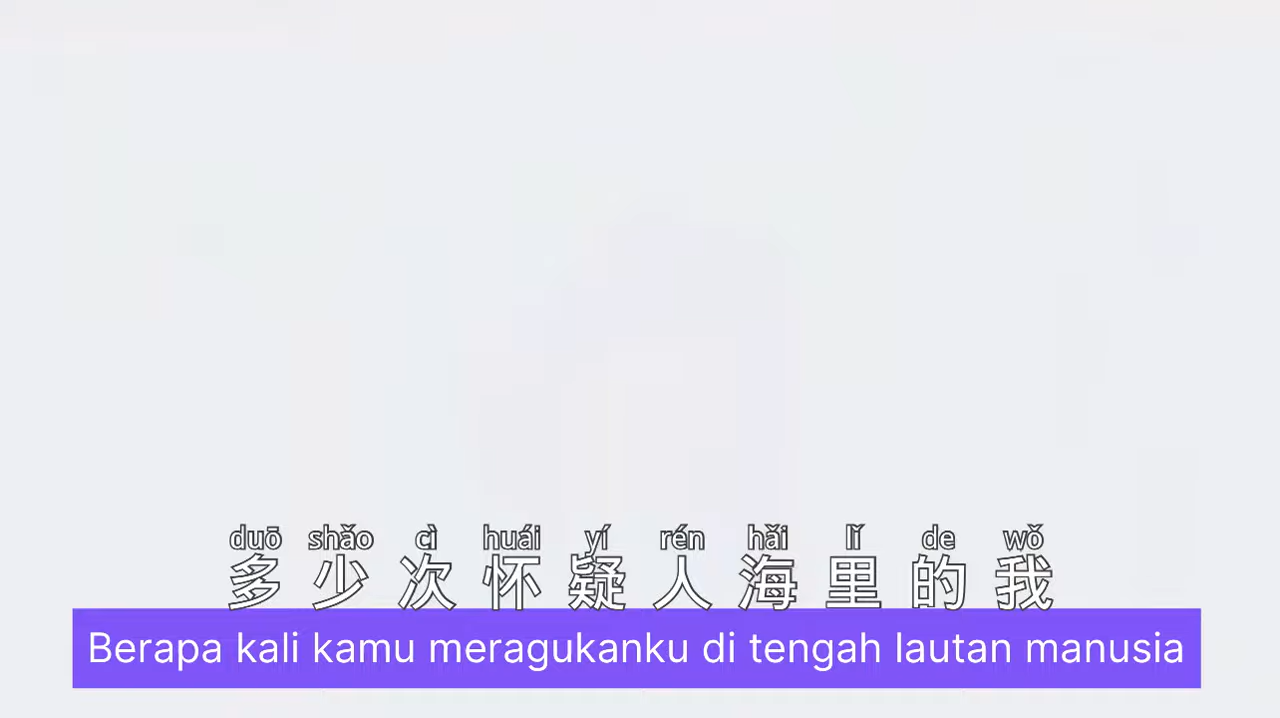 duō shǎo cì huái yí rén hǎi lǐ de wǒ
多少次怀疑人海里的我
Berapa kali kamu meragukanku di tengah lautan manusia